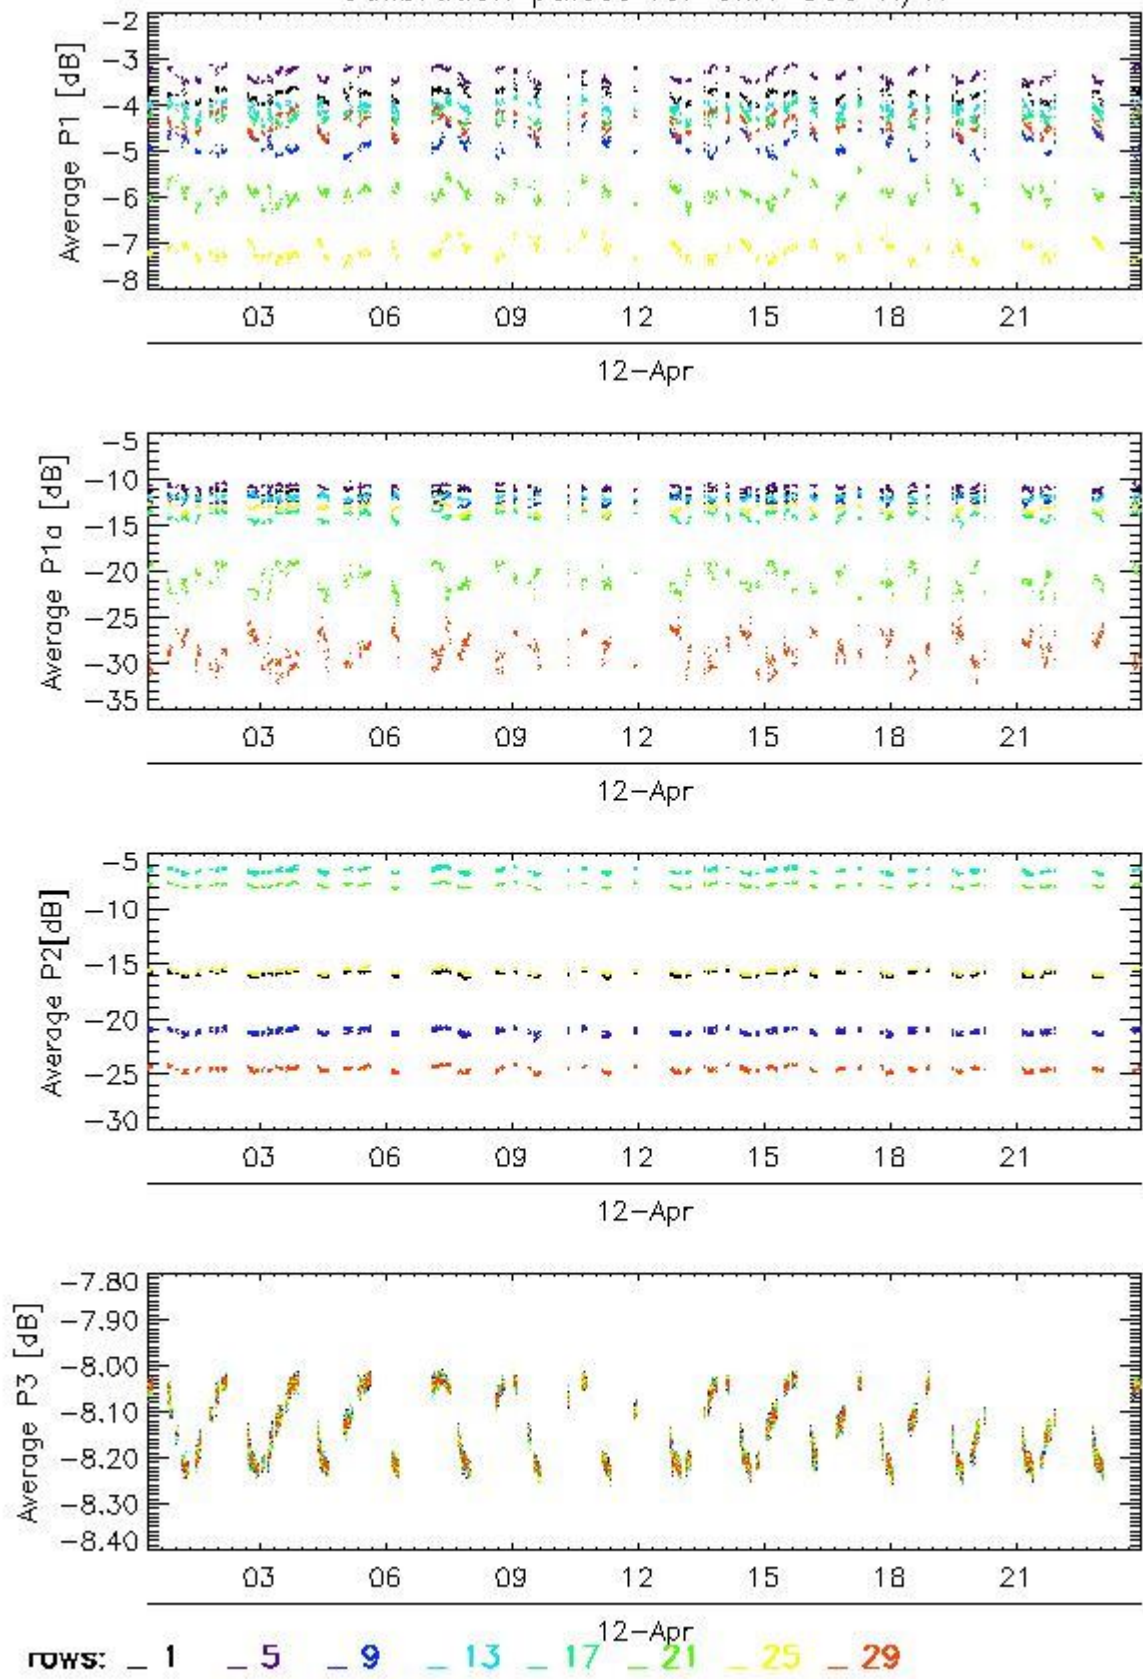 −2
−3
−4
−5
−6
−7
−8
Average P1 [dB]
03 06 09 12 15 18 21
12−Apr
−5
−10
−15
−20
−25
−30
−35
Average P1a [dB]
03 06 09 12 15 18 21
12−Apr
−5
−10
−15
−20
−25
−30
Average P2[dB]
03 06 09 12 15 18 21
12−Apr
−7.80
−7.90
−8.00
−8.10
−8.20
−8.30
−8.40
Average P3 [dB]
03 06 09 12 15 18 21
12−Apr
rows: _ 1 _ 5 _ 9 _ 13 _ 17 _ 21 _ 25 _ 29